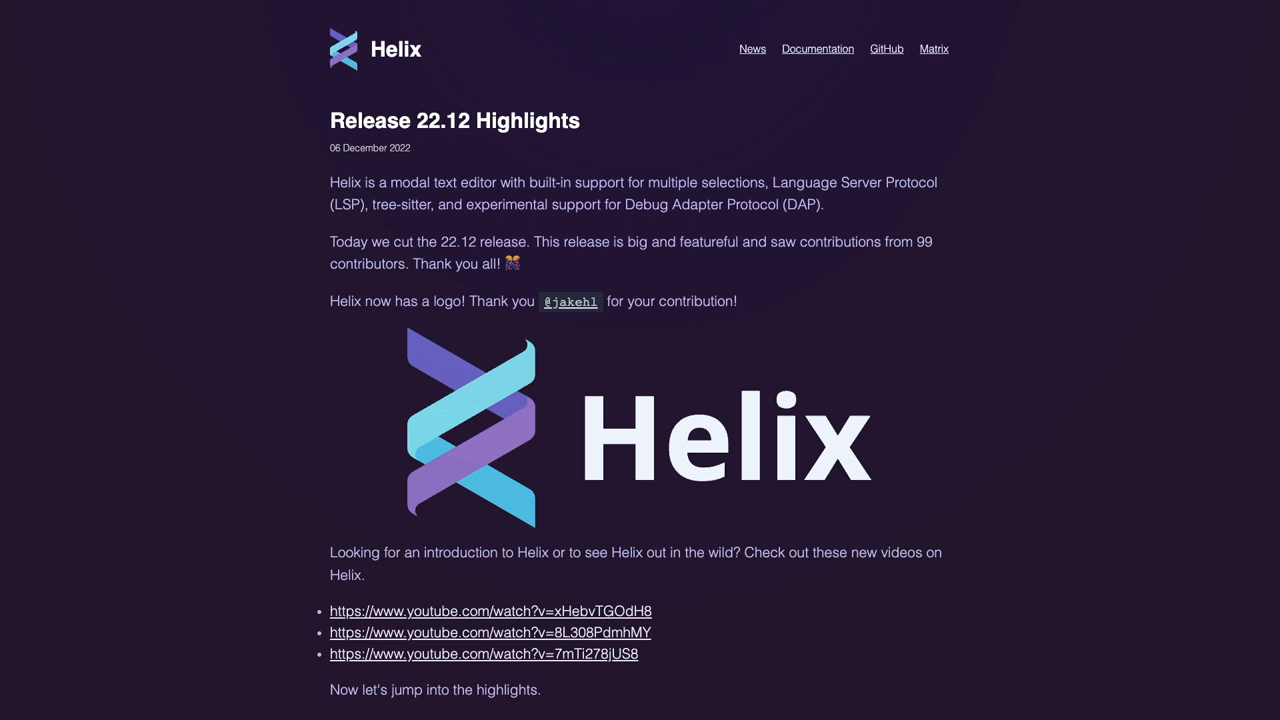 Helix
News Documentation GitHub Matrix
Release 22.12 Highlights
06 December 2022
Helix is a modal text editor with built-in support for multiple selections, Language Server Protocol
(LSP), tree-sitter, and experimental support for Debug Adapter Protocol (DAP).
Today we cut the 22.12 release. This release is big and featureful and saw contributions from 99
contributors. Thank you all! 🎊
Helix now has a logo! Thank you @jakehl for your contribution!
Helix
Looking for an introduction to Helix or to see Helix out in the wild? Check out these new videos on
Helix.
• https://www.youtube.com/watch?v=xHebvTGOdH8
• https://www.youtube.com/watch?v=8L308PdmhMY
• https://www.youtube.com/watch?v=7mTi278jUS8
Now let's jump into the highlights.